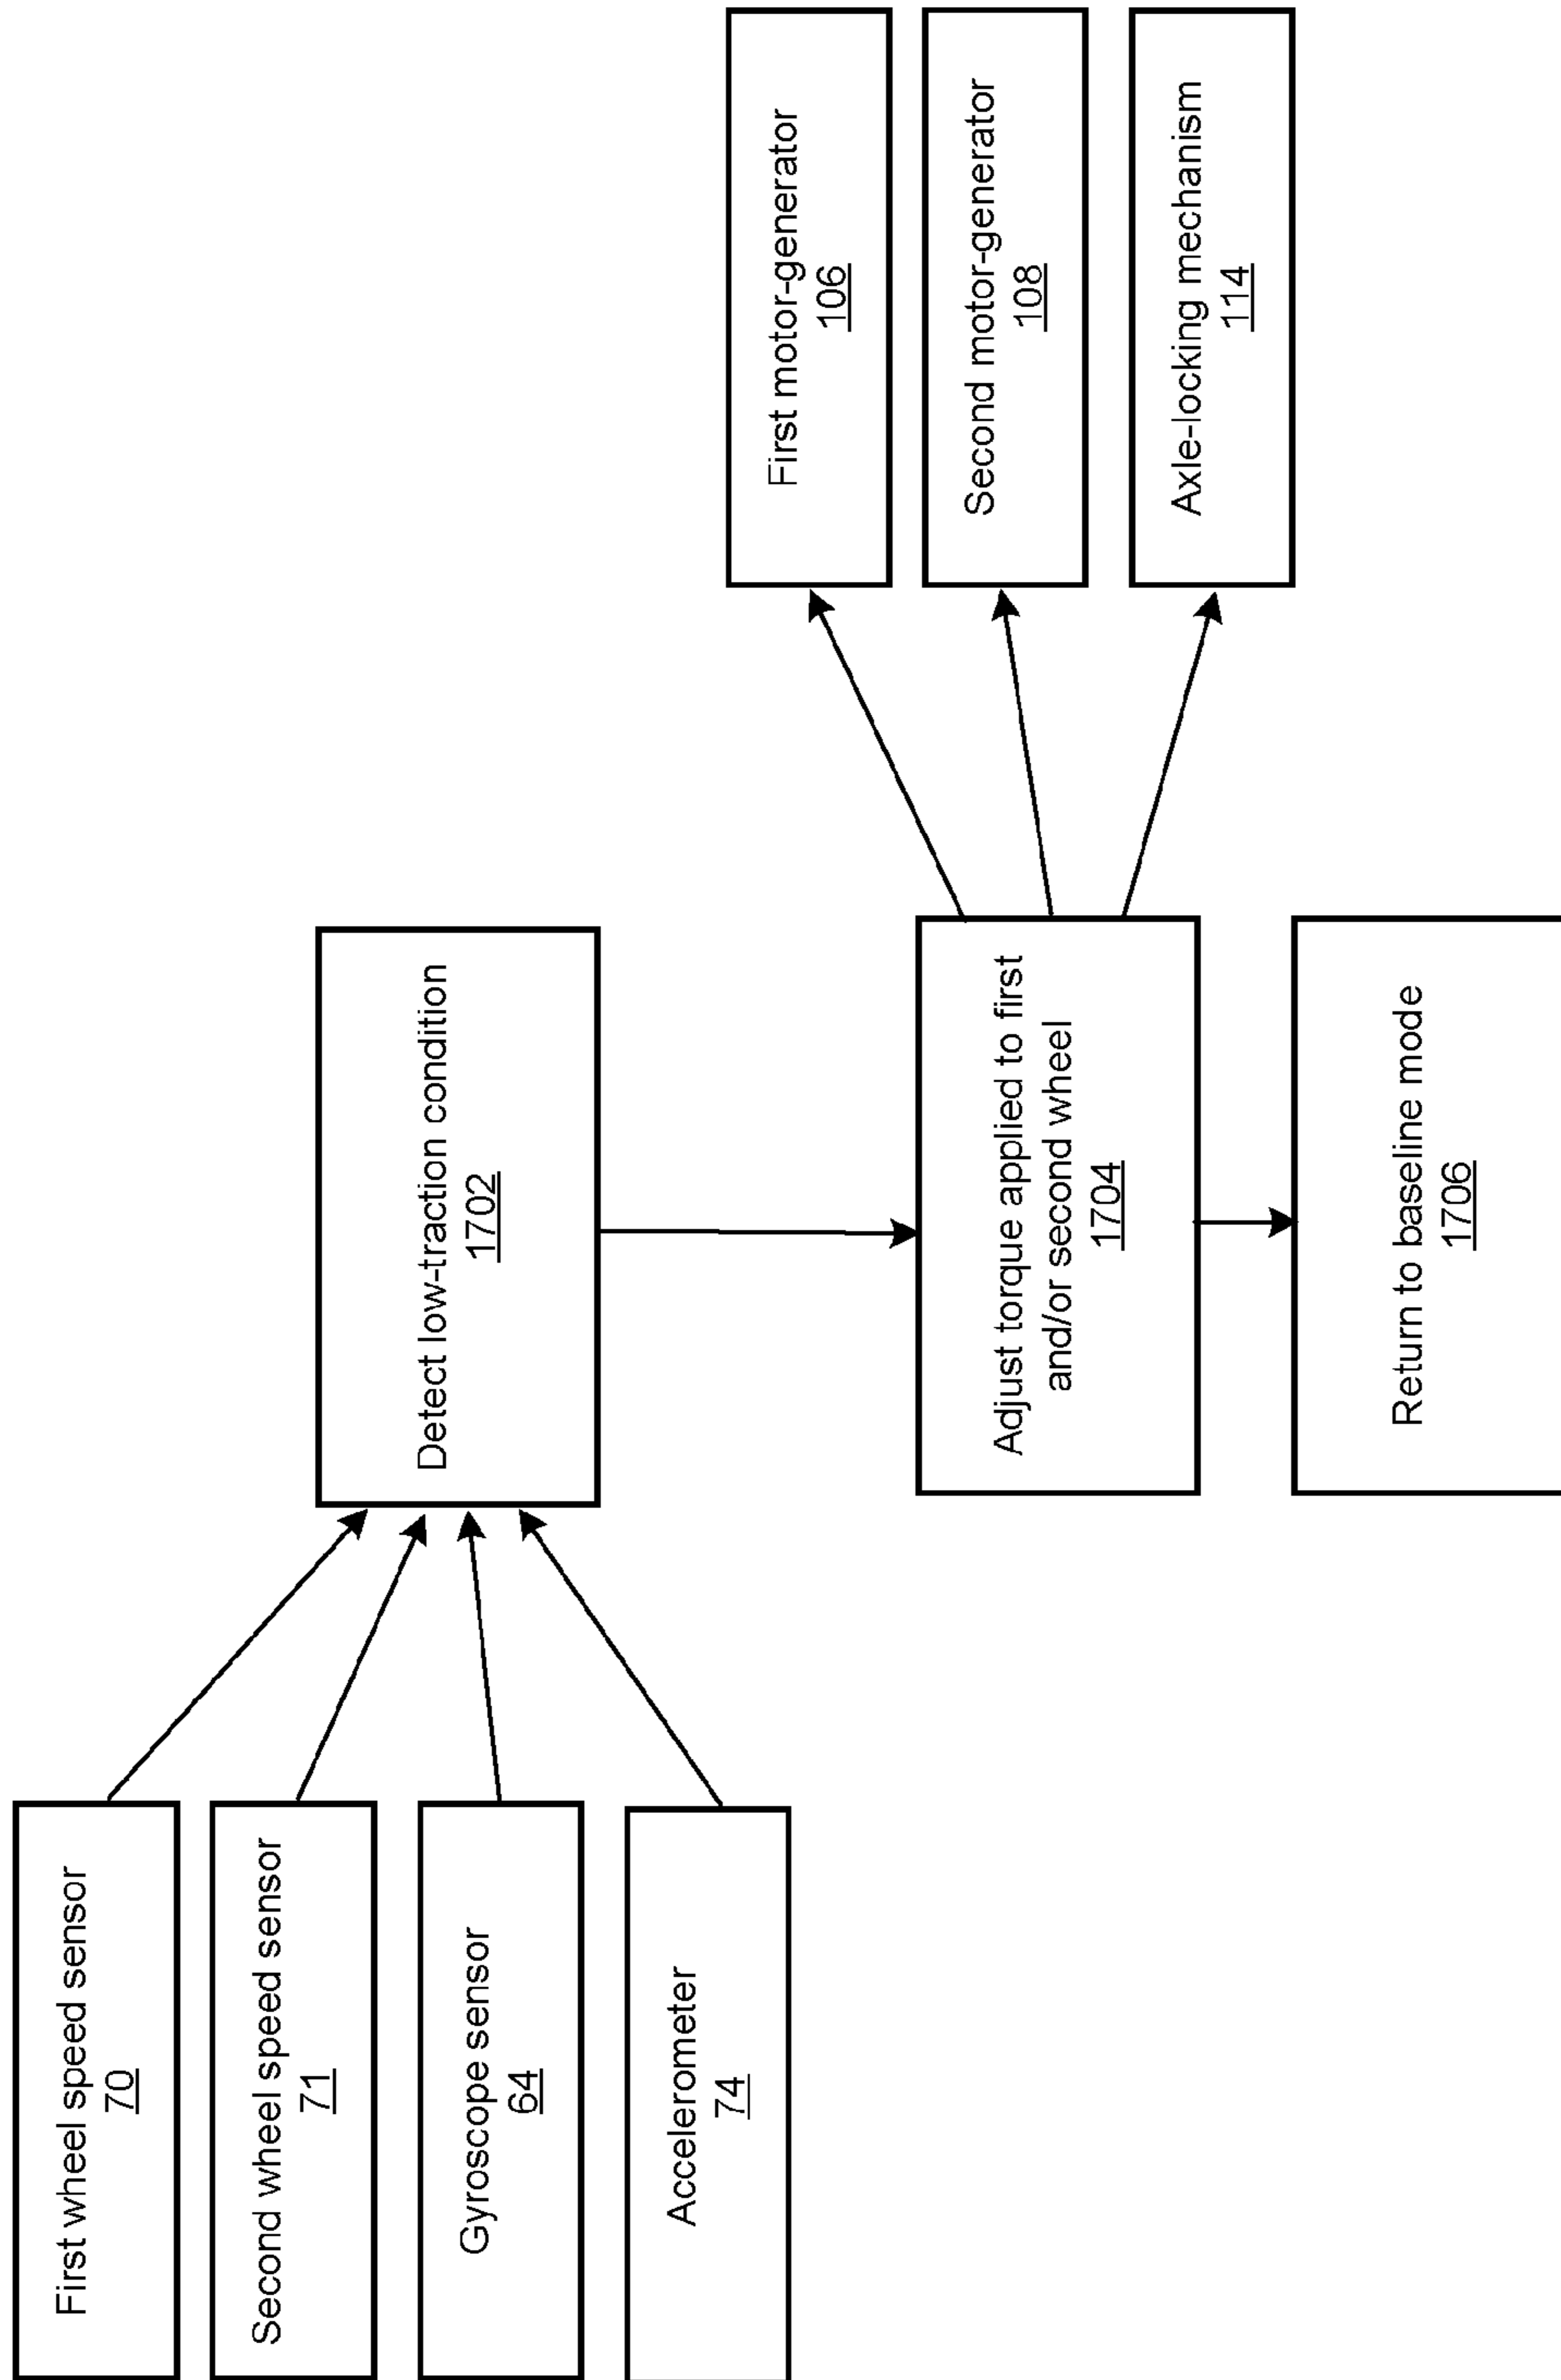 First wheel speed sensor
70
Second wheel speed sensor
71
Gyroscope sensor
64
Accelerometer
74
Detect low-traction condition
1702
Adjust torque applied to first
and/or second wheel
1704
Return to baseline mode
1706
First motor-generator
106
Second motor-generator
108
Axle-locking mechanism
114